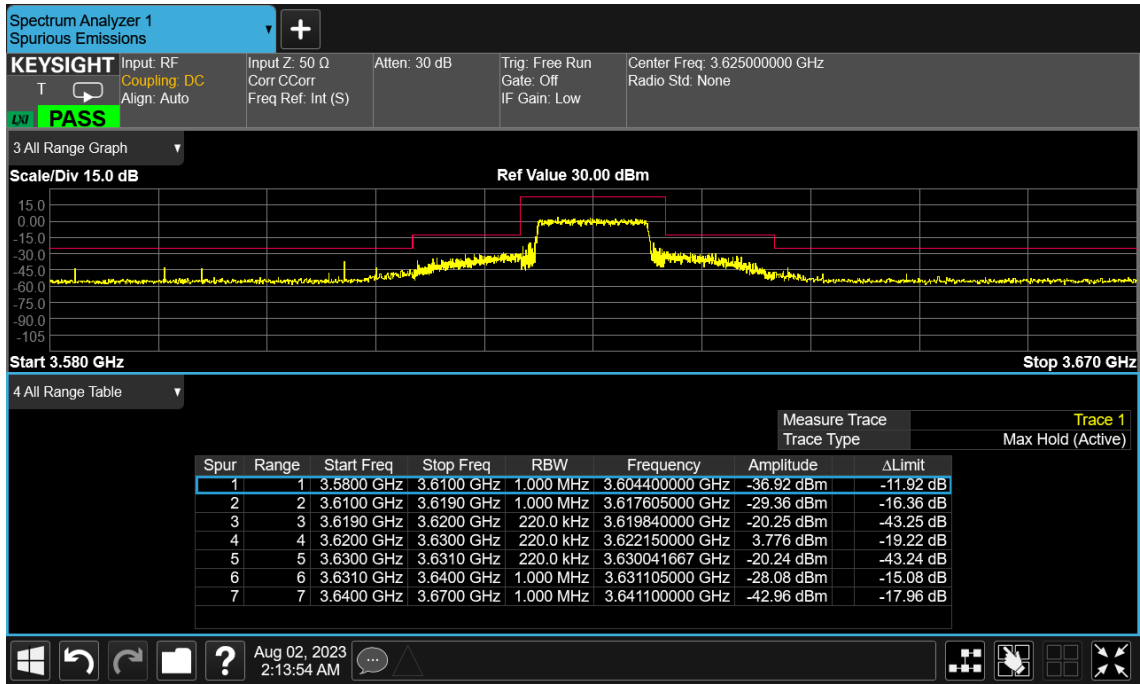 Spectrum Analyzer 1
Spurious Emissions
KEYSIGHT
T
LXI PASS
Input: RF
Coupling: DC
Align: Auto
Input Z: 50 Ω
Corr CCorr
Freq Ref: Int (S)
Atten: 30 dB
Trig: Free Run
Gate: Off
IF Gain: Low
Center Freq: 3.625000000 GHz
Radio Std: None
3 All Range Graph
Scale/Div 15.0 dB Ref Value 30.00 dBm
15.0
0.00
-15.0
-30.0
-45.0
-60.0
-75.0
-90.0
-105
Start 3.580 GHz Stop 3.670 GHz
4 All Range Table
Measure Trace Trace 1
Trace Type Max Hold (Active)
Spur Range Start Freq Stop Freq RBW Frequency Amplitude ΔLimit
1 1 3.5800 GHz 3.6100 GHz 1.000 MHz 3.604400000 GHz -36.92 dBm -11.92 dB
2 2 3.6100 GHz 3.6190 GHz 1.000 MHz 3.617605000 GHz -29.36 dBm -16.36 dB
3 3 3.6190 GHz 3.6200 GHz 220.0 kHz 3.619840000 GHz -20.25 dBm -43.25 dB
4 4 3.6200 GHz 3.6300 GHz 220.0 kHz 3.622150000 GHz 3.776 dBm -19.22 dB
5 5 3.6300 GHz 3.6310 GHz 220.0 kHz 3.630041667 GHz -20.24 dBm -43.24 dB
6 6 3.6310 GHz 3.6400 GHz 1.000 MHz 3.631105000 GHz -28.08 dBm -15.08 dB
7 7 3.6400 GHz 3.6700 GHz 1.000 MHz 3.641100000 GHz -42.96 dBm -17.96 dB
? Aug 02, 2023
2:13:54 AM